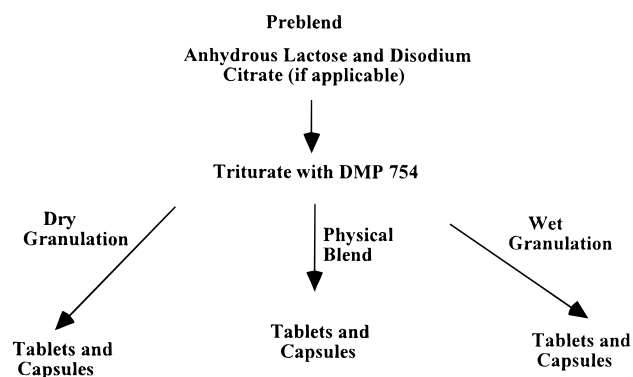 Preblend
Anhydrous Lactose and Disodium
Citrate (if applicable)
Triturate with DMP 754
Dry
Granulation
Physical
Blend
Wet
Granulation
Tablets and
Capsules
Tablets and
Capsules
Tablets and
Capsules